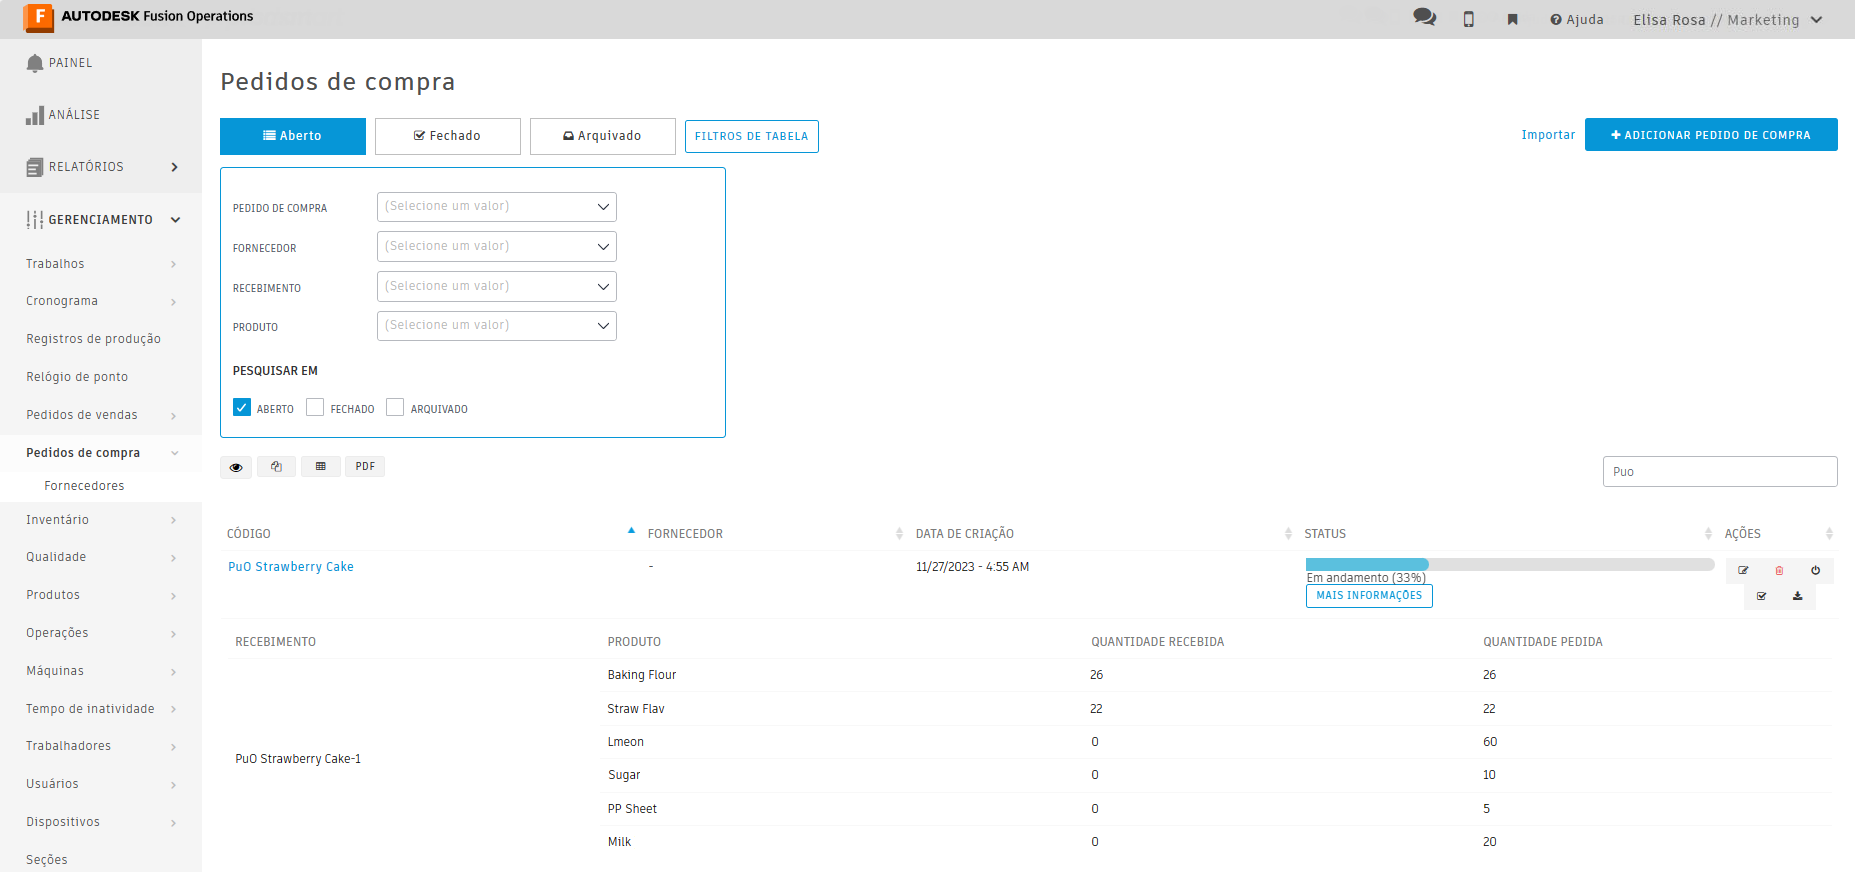 AUTODESK Fusion Operations
Ajuda
Elisa Rosa // Marketing
PAINEL
ANÁLISE
RELATÓRIOS
GERENCIAMENTO
Trabalhos
Cronograma
Registros de produção
Relógio de ponto
Pedidos de vendas
Pedidos de compra
Fornecedores
Inventário
Qualidade
Produtos
Operações
Máquinas
Tempo de inatividade
Trabalhadores
Usuários
Dispositivos
Seções
Pedidos de compra
Aberto
Fechado
Arquivado
FILTROS DE TABELA
Importar
ADICIONAR PEDIDO DE COMPRA
PEDIDO DE COMPRA (Selecione um valor)
FORNECEDOR (Selecione um valor)
RECEBIMENTO (Selecione um valor)
PRODUTO (Selecione um valor)
PESQUISAR EM
ABERTO FECHADO ARQUIVADO
PDF
Puo
CÓDIGO FORNECEDOR DATA DE CRIAÇÃO STATUS AÇÕES
PuO Strawberry Cake - 11/27/2023 - 4:55 AM
Em andamento (33%)
MAIS INFORMAÇÕES
RECEBIMENTO PRODUTO QUANTIDADE RECEBIDA QUANTIDADE PEDIDA
PuO Strawberry Cake-1
Baking Flour 26 26
Straw Flav 22 22
Lmeon 0 60
Sugar 0 10
PP Sheet 0 5
Milk 0 20